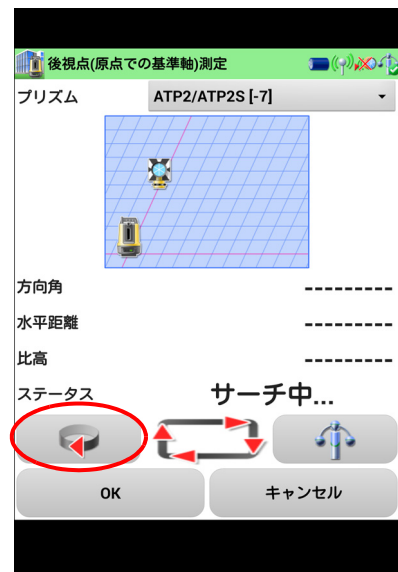 後視点(原点での基準軸)測定
プリズム ATP2/ATP2S [-7]
方向角 ---------
水平距離 ---------
比高 ---------
ステータス サーチ中...
OK キャンセル